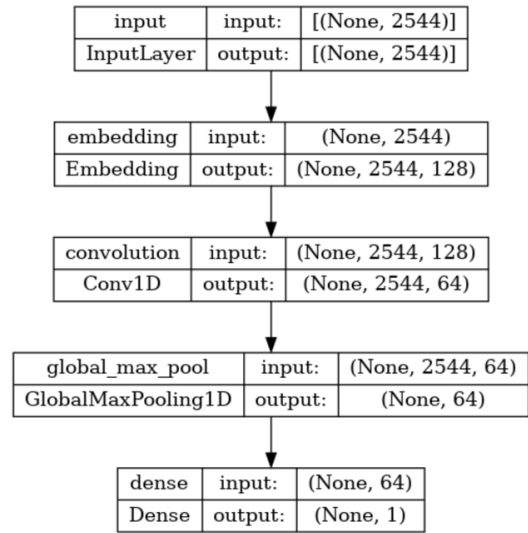 input input: [(None, 2544)]
InputLayer output: [(None, 2544)]
embedding input: (None, 2544)
Embedding output: (None, 2544, 128)
convolution input: (None, 2544, 128)
Conv1D output: (None, 2544, 64)
global_max_pool input: (None, 2544, 64)
GlobalMaxPooling1D output: (None, 64)
dense input: (None, 64)
Dense output: (None, 1)